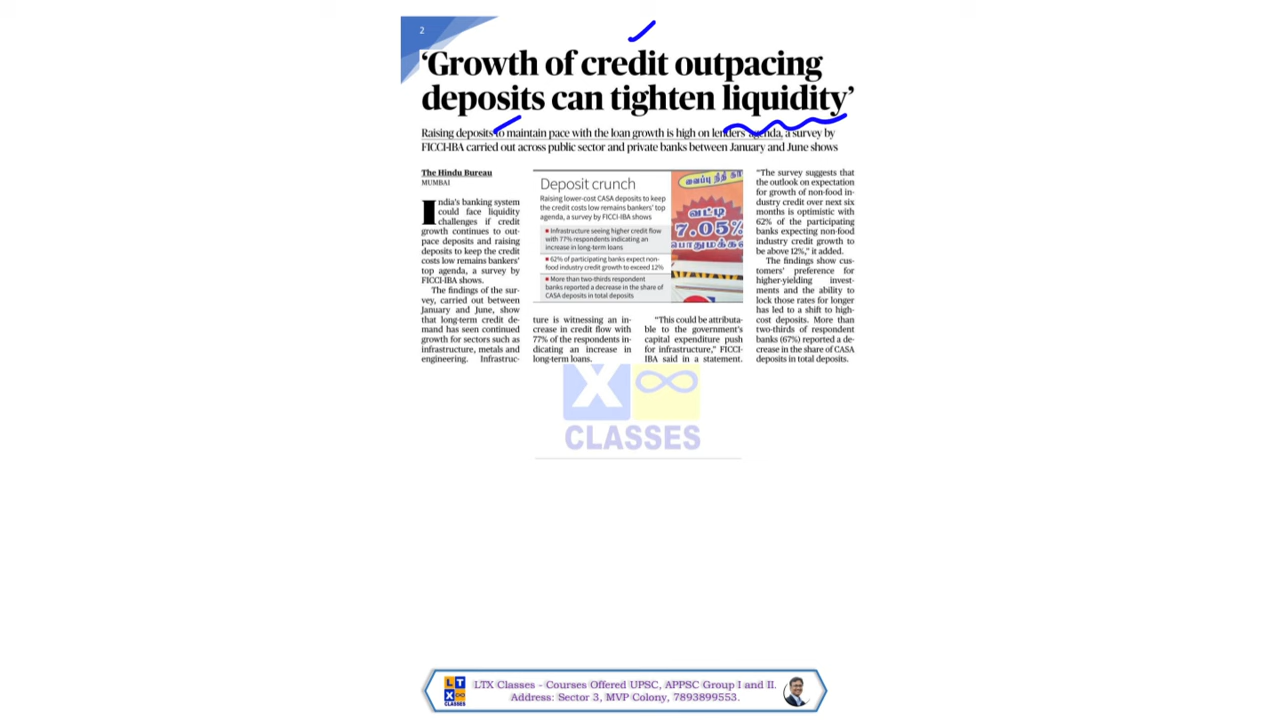 2
‘Growth of credit outpacing
deposits can tighten liquidity’
Raising deposits to maintain pace with the loan growth is high on lenders’ agenda, a survey by
FICCI-IBA carried out across public sector and private banks between January and June shows
The Hindu Bureau
MUMBAI
India’s banking system
could face liquidity
challenges if credit
growth continues to out-
pace deposits and raising
deposits to keep the credit
costs low remains bankers’
top agenda, a survey by
FICCI-IBA shows.
The findings of the sur-
vey, carried out between
January and June, show
that long-term credit de-
mand has seen continued
growth for sectors such as
infrastructure, metals and
engineering. Infrastruc-
Deposit crunch
Raising lower-cost CASA deposits to keep
the credit costs low remains bankers’ top
agenda, a survey by FICCI-IBA shows
Infrastructure seeing higher credit flow
with 77% respondents indicating an
increase in long-term loans
62% of participating banks expect non-
food industry credit growth to exceed 12%
More than two-thirds respondent
banks reported a decrease in the share of
CASA deposits in total deposits
வைப்பு நிதி
வட்டி
7.05%
ture is witnessing an in-
crease in credit flow with
77% of the respondents in-
dicating an increase in
long-term loans.
“This could be attributa-
ble to the government’s
capital expenditure push
for infrastructure,” FICCI-
IBA said in a statement.
“The survey suggests that
the outlook on expectation
for growth of non-food in-
dustry credit over next six
months is optimistic with
62% of the participating
banks expecting non-food
industry credit growth to
be above 12%,” it added.
The findings show cus-
tomers’ preference for
higher-yielding invest-
ments and the ability to
lock those rates for longer
has led to a shift to high-
cost deposits. More than
two-thirds of respondent
banks (67%) reported a de-
crease in the share of CASA
deposits in total deposits.
X ∞
CLASSES
LT
X∞
CLASSES
LTX Classes - Courses Offered UPSC, APPSC Group I and II.
Address: Sector 3, MVP Colony, 7893899553.